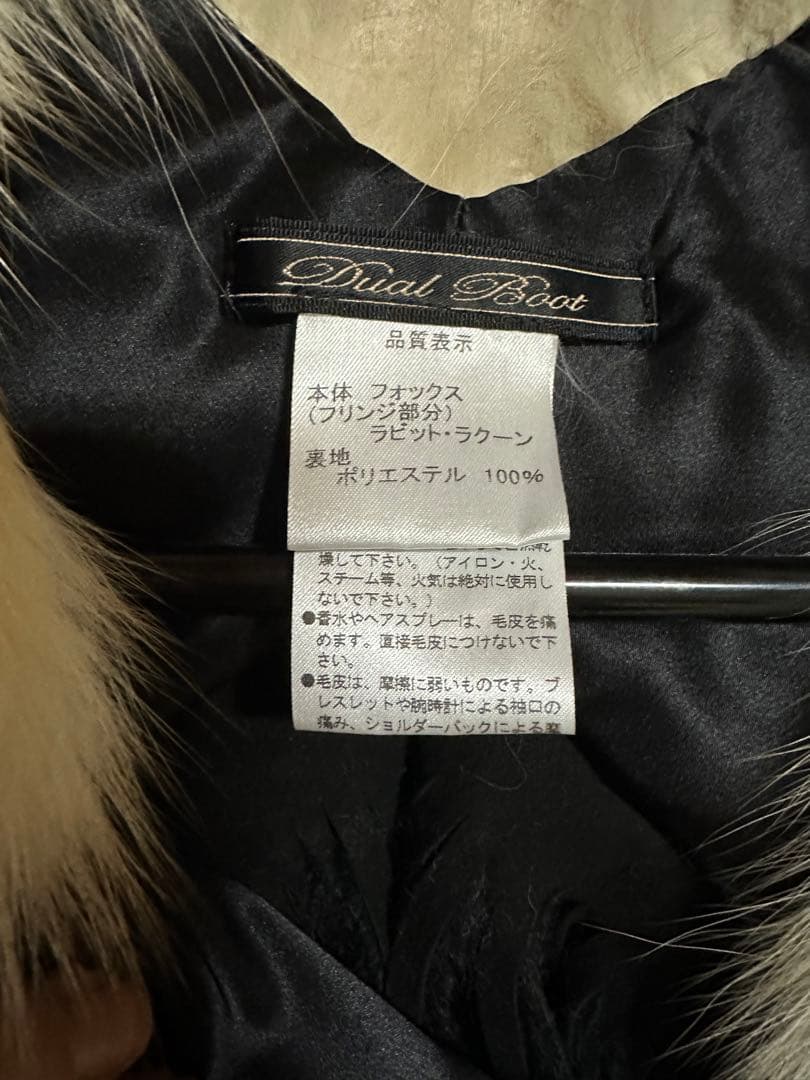 Dual Boot
品質表示
本体 フォックス
(フリンジ部分)
ラビット・ラクーン
裏地
ポリエステル 100%
燥して下さい。(アイロン・火、
スチーム等、火気は絶対に使用し
ないで下さい。)
●香水やヘアスプレーは、毛皮を痛
めます。直接毛皮につけないで下
さい。
●毛皮は、摩擦に弱いものです。ブ
レスレットや腕時計による袖口の
痛み、ショルダーバックによる